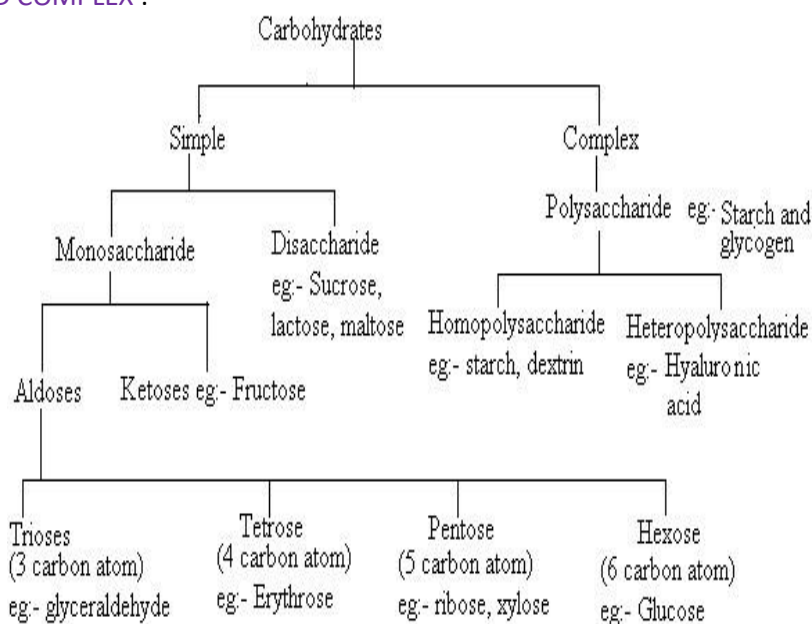 D COMPLEX .
Carbohydrates
Simple
Complex
Monosaccharide
Disaccharide
eg:- Sucrose,
lactose, maltose
Polysaccharide eg:- Starch and
glycogen
Homopolysaccharide
eg:- starch, dextrin
Heteropolysaccharide
eg:- Hyaluronic
acid
Aldoses
Ketoses eg:- Fructose
Trioses
(3 carbon atom)
eg:- glyceraldehyde
Tetrose
(4 carbon atom)
eg:- Erythrose
Pentose
(5 carbon atom)
eg:- ribose, xylose
Hexose
(6 carbon atom)
eg:- Glucose